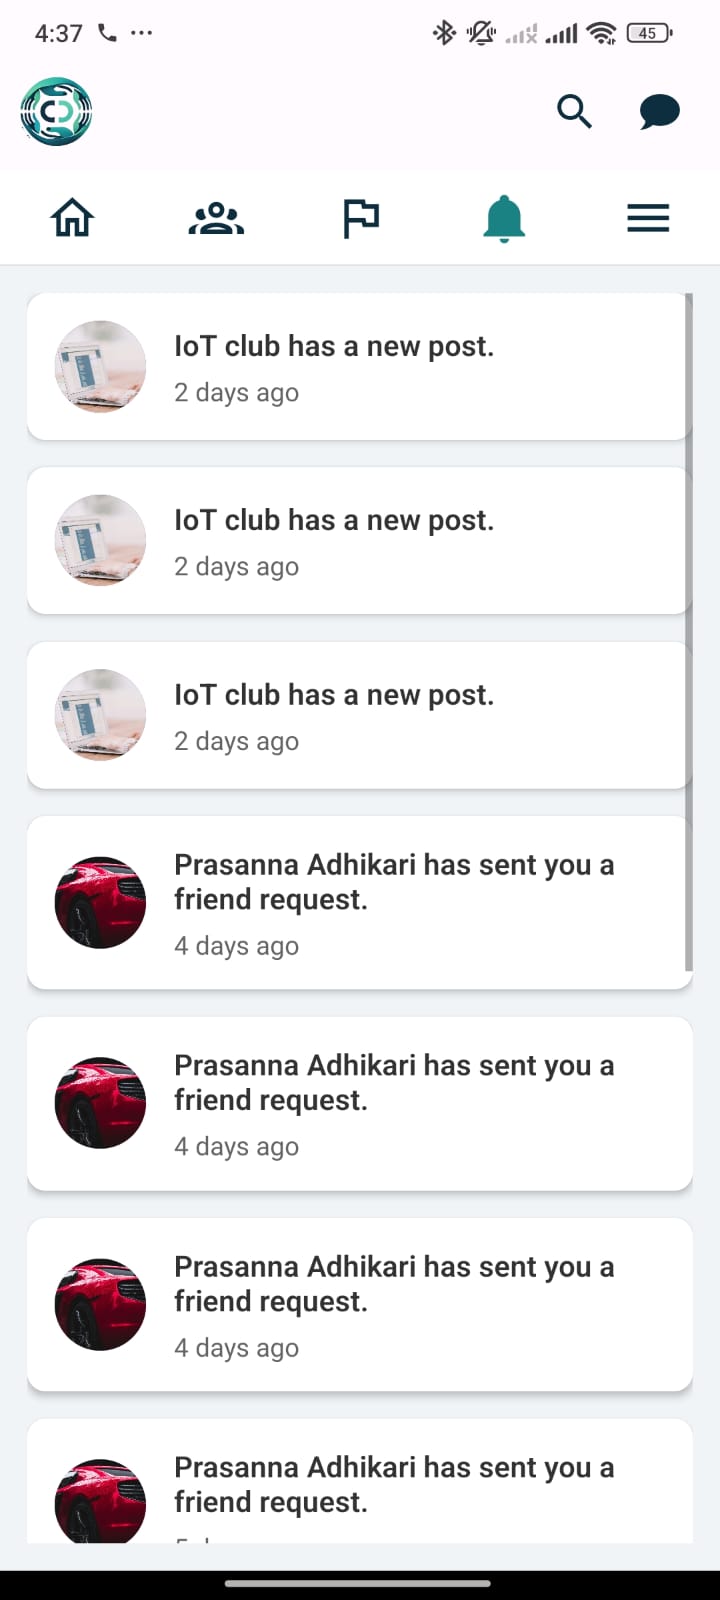 4:37
45
IoT club has a new post.
2 days ago
IoT club has a new post.
2 days ago
IoT club has a new post.
2 days ago
Prasanna Adhikari has sent you a
friend request.
4 days ago
Prasanna Adhikari has sent you a
friend request.
4 days ago
Prasanna Adhikari has sent you a
friend request.
4 days ago
Prasanna Adhikari has sent you a
friend request.